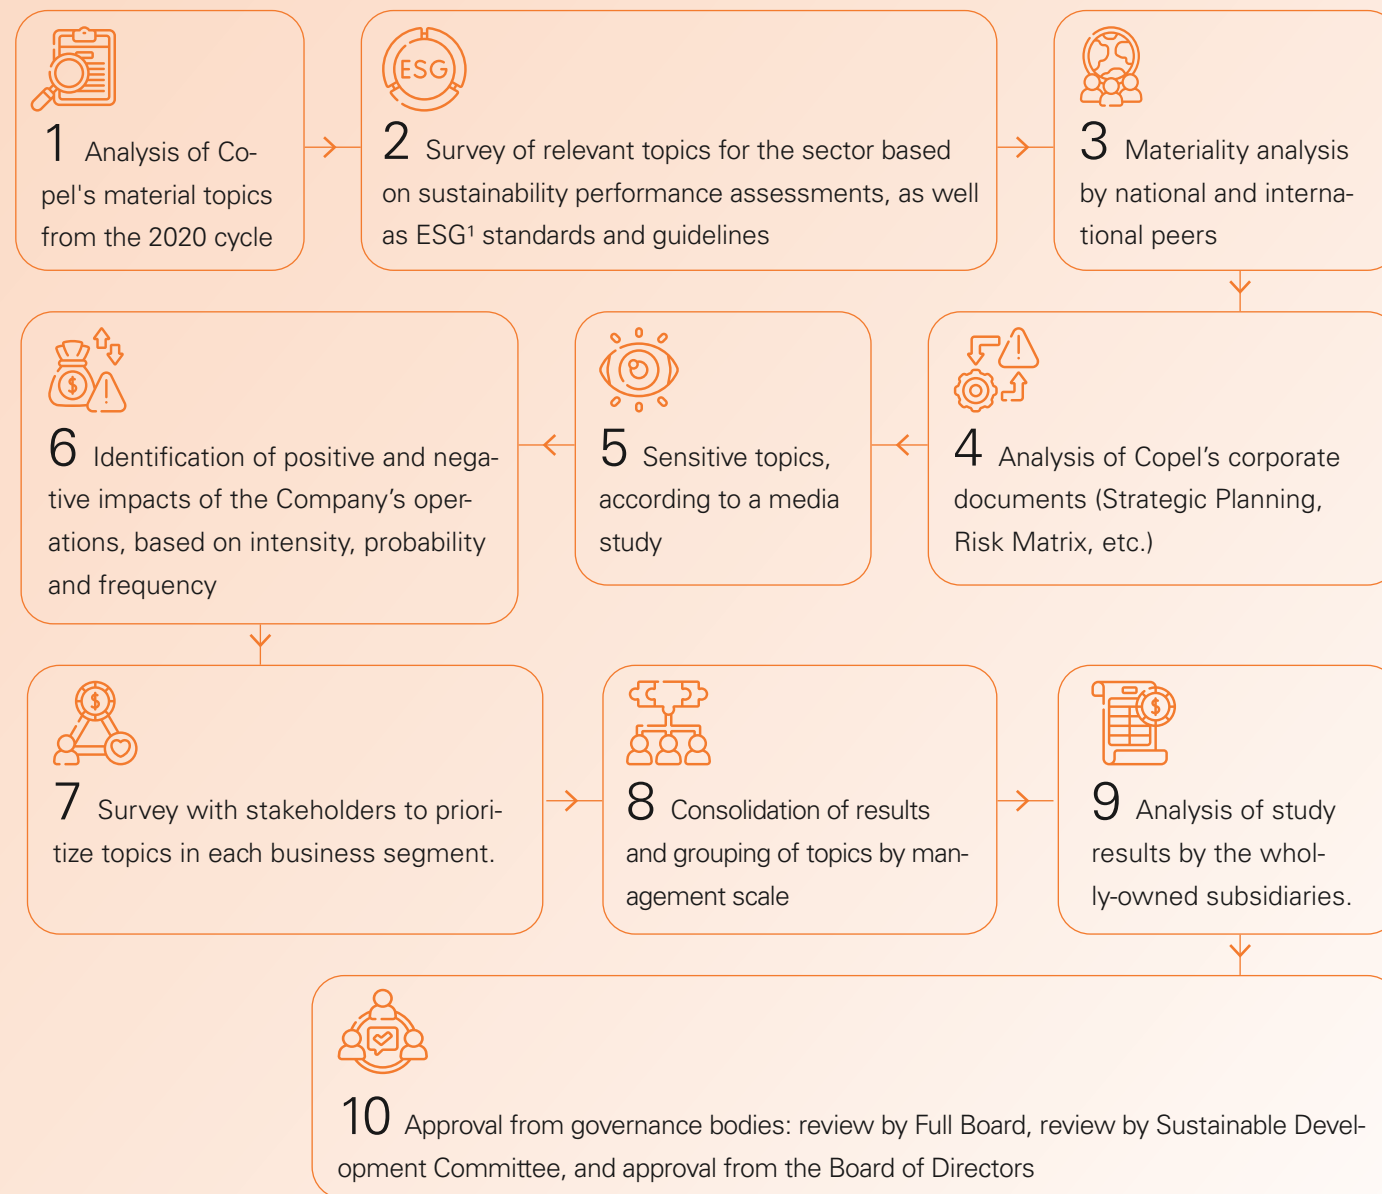 ESG
1 Analysis of Co-
pel's material topics
from the 2020 cycle
2 Survey of relevant topics for the sector based
on sustainability performance assessments, as well
as ESG¹ standards and guidelines
3 Materiality analysis
by national and interna-
tional peers
4 Analysis of Copel’s corporate
documents (Strategic Planning,
Risk Matrix, etc.)
5 Sensitive topics,
according to a media
study
$
6 Identification of positive and nega-
tive impacts of the Company’s oper-
ations, based on intensity, probability
and frequency
$
7 Survey with stakeholders to priori-
tize topics in each business segment.
8 Consolidation of results
and grouping of topics by man-
agement scale
$
9 Analysis of study
results by the whol-
ly-owned subsidiaries.
10 Approval from governance bodies: review by Full Board, review by Sustainable Devel-
opment Committee, and approval from the Board of Directors